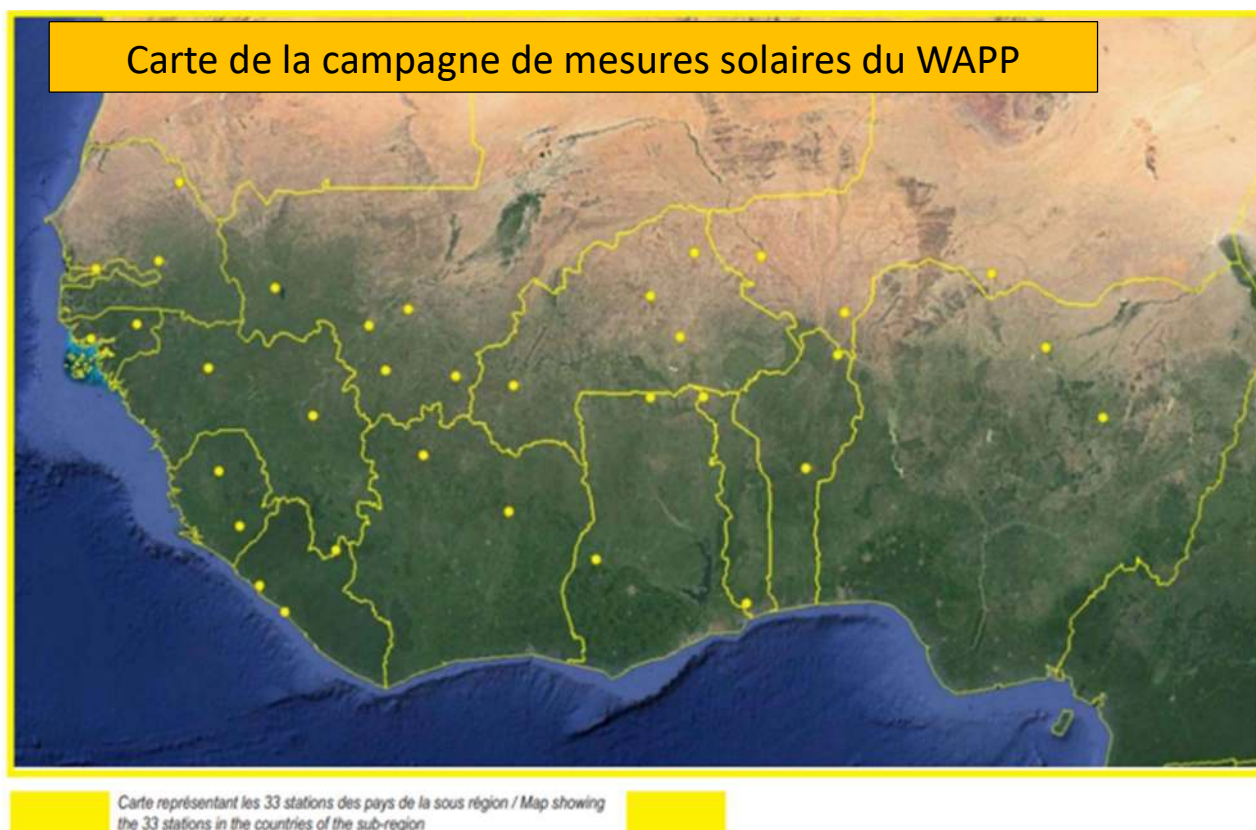 Carte de la campagne de mesures solaires du WAPP
Carte représentant les 33 stations des pays de la sous région / Map showing
the 33 stations in the countries of the sub-region